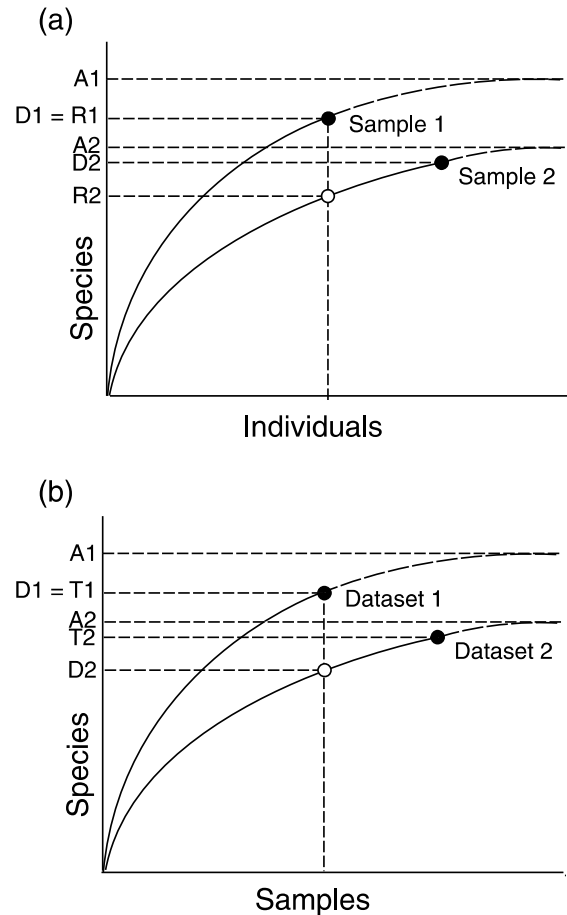 (a)
A1
D1 = R1
Sample 1
A2
D2
Sample 2
R2
Species
Individuals
(b)
A1
D1 = T1
Dataset 1
A2
T2
Dataset 2
D2
Species
Samples